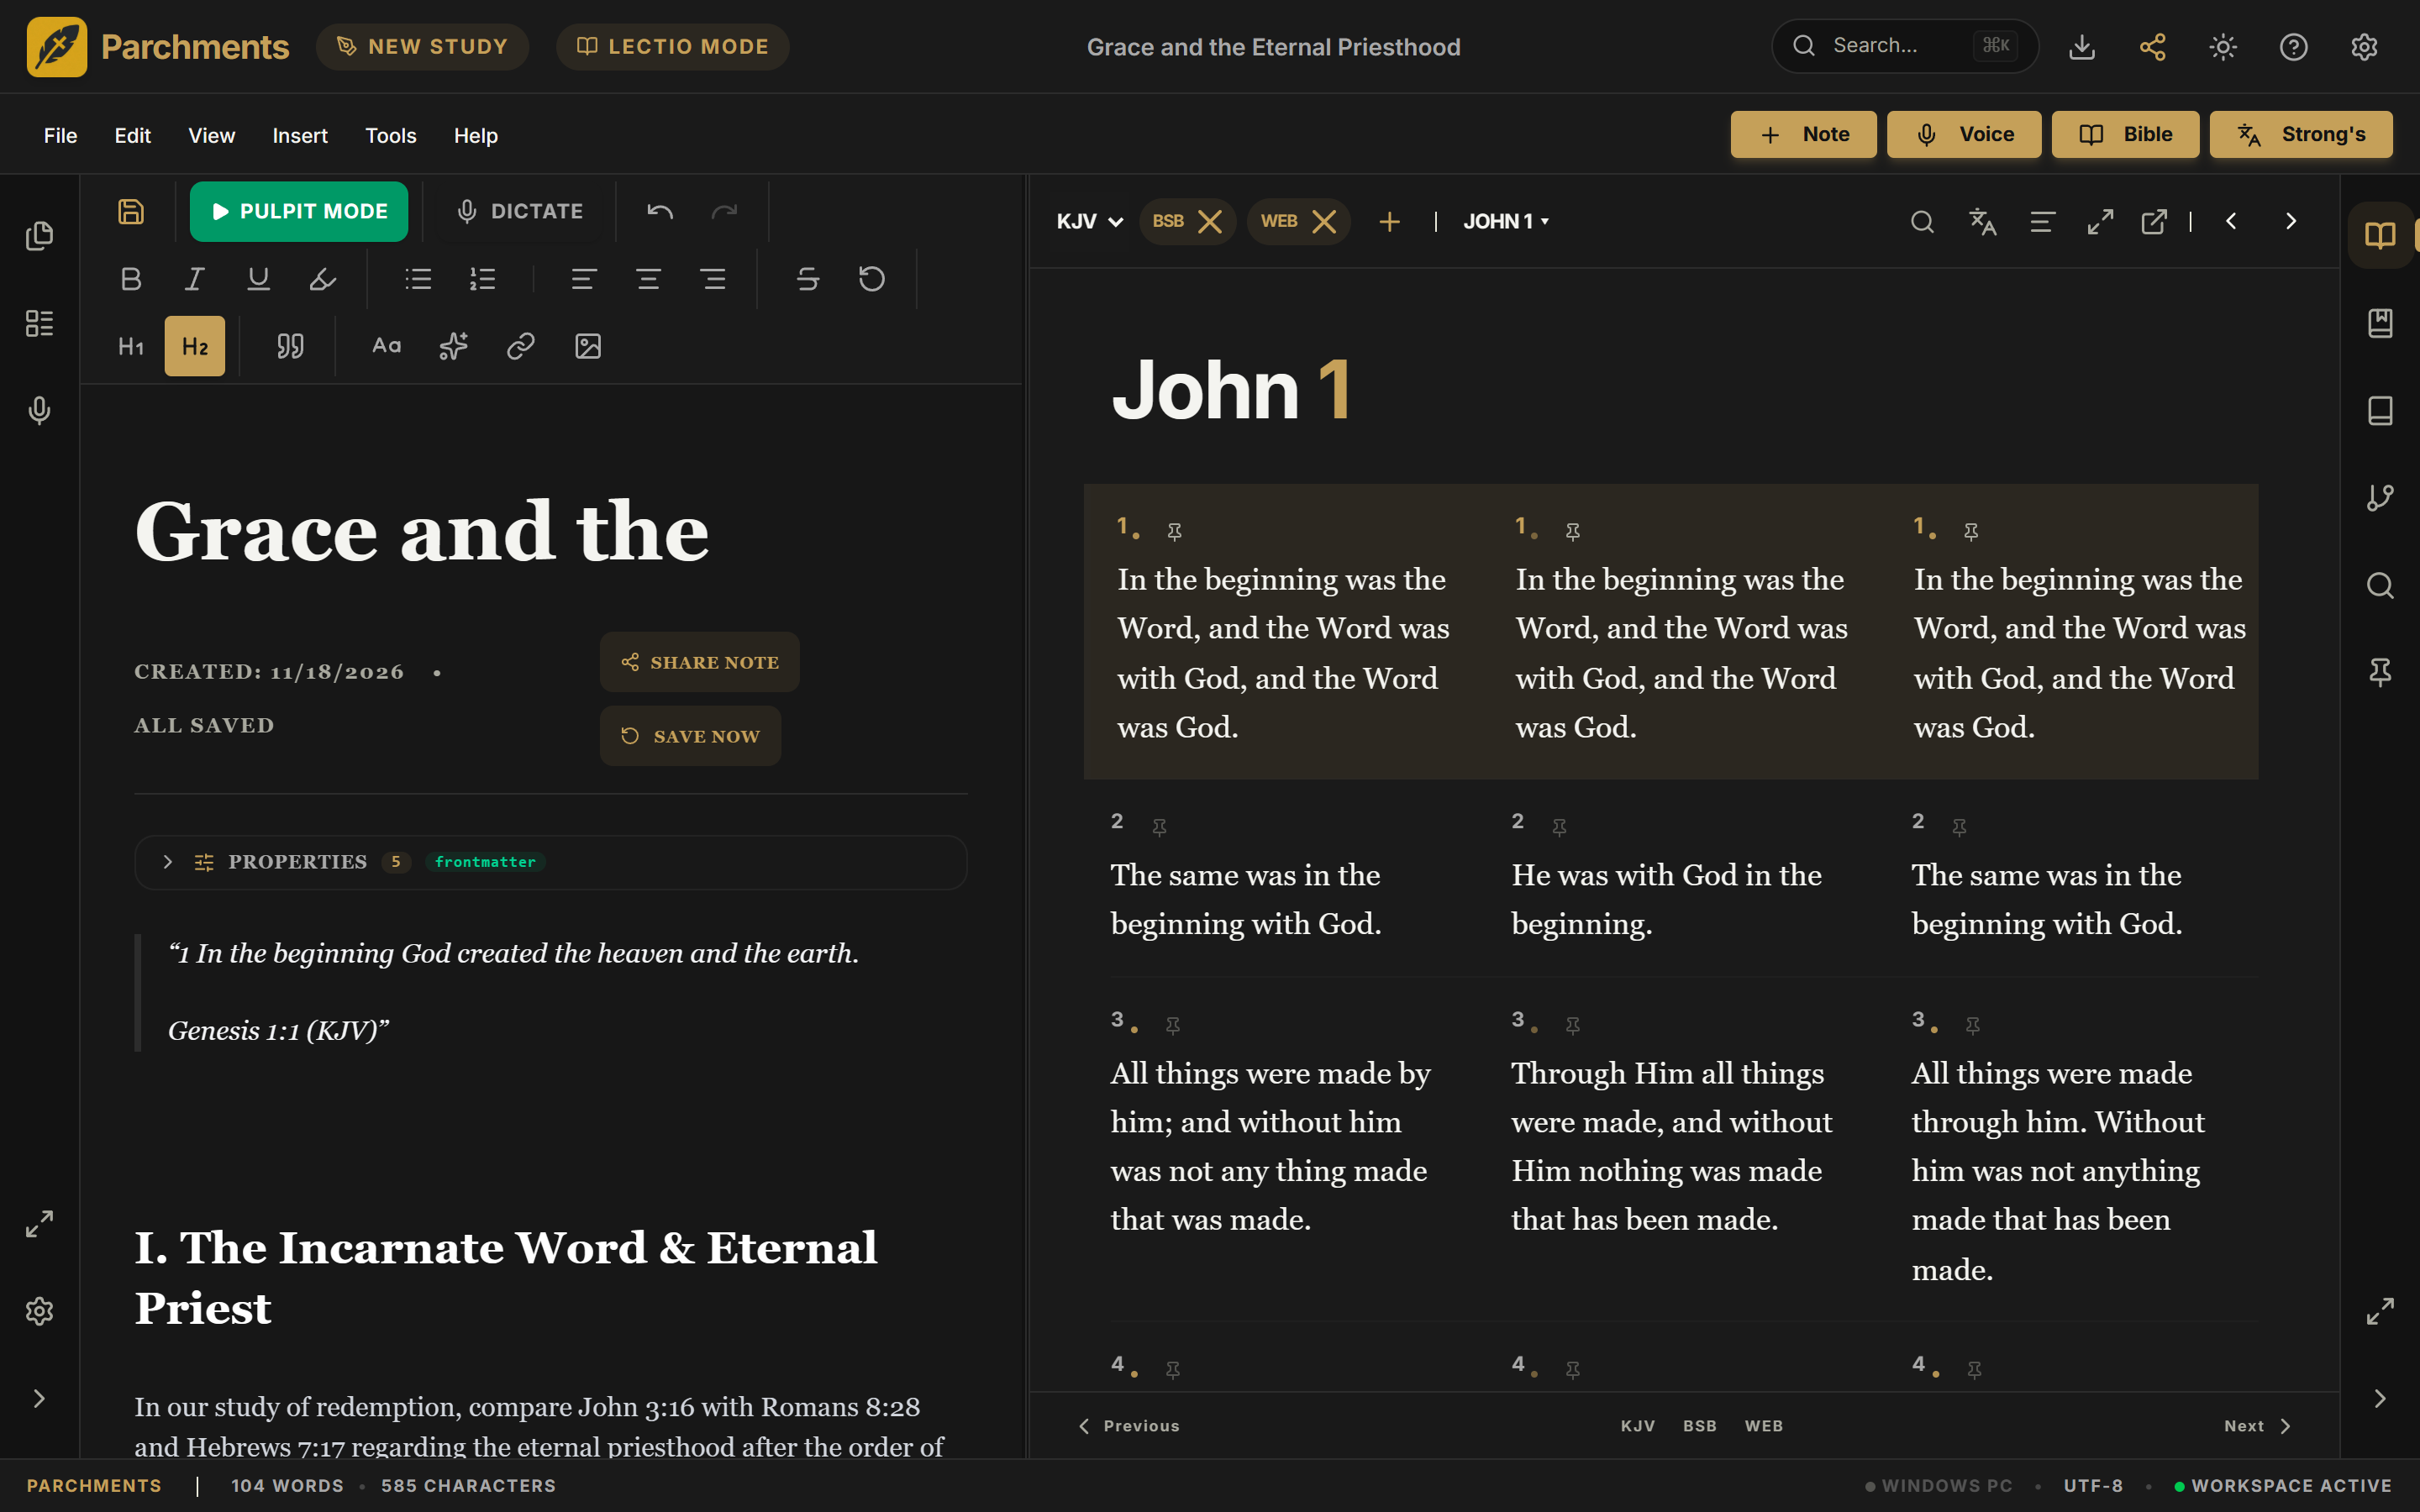 Parchments
NEW STUDY
LECTIO MODE
Grace and the Eternal Priesthood
Search...
⌘K
File
Edit
View
Insert
Tools
Help
Note
Voice
Bible
Strong's
PULPIT MODE
DICTATE
H1
H2
Aa
Grace and the
CREATED: 11/18/2026 •
ALL SAVED
SHARE NOTE
SAVE NOW
PROPERTIES
5
frontmatter
“1 In the beginning God created the heaven and the earth.
Genesis 1:1 (KJV)”
I. The Incarnate Word & Eternal
Priest
In our study of redemption, compare John 3:16 with Romans 8:28
and Hebrews 7:17 regarding the eternal priesthood after the order of
KJV
BSB
WEB
JOHN 1
John 1
1
In the beginning was the
Word, and the Word was
with God, and the Word
was God.
1
In the beginning was the
Word, and the Word was
with God, and the Word
was God.
1
In the beginning was the
Word, and the Word was
with God, and the Word
was God.
2
The same was in the
beginning with God.
2
He was with God in the
beginning.
2
The same was in the
beginning with God.
3
All things were made by
him; and without him
was not any thing made
that was made.
3
Through Him all things
were made, and without
Him nothing was made
that has been made.
3
All things were made
through him. Without
him was not anything
made that has been
made.
4
4
4
Previous
KJV
BSB
WEB
Next
PARCHMENTS
104 WORDS • 585 CHARACTERS
WINDOWS PC • UTF-8 • WORKSPACE ACTIVE